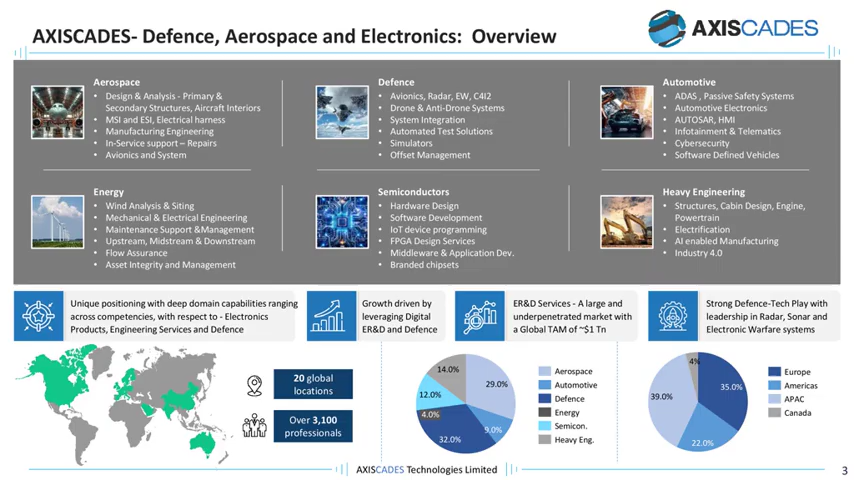 AXISCADES- Defence, Aerospace and Electronics:  Overview
AXISCADES
Aerospace
• Design & Analysis - Primary &
Secondary Structures, Aircraft Interiors
• MSI and ESI, Electrical harness
• Manufacturing Engineering
• In-Service support – Repairs
• Avionics and System
Defence
• Avionics, Radar, EW, C4I2
• Drone & Anti-Drone Systems
• System Integration
• Automated Test Solutions
• Simulators
• Offset Management
Automotive
• ADAS , Passive Safety Systems
• Automotive Electronics
• AUTOSAR, HMI
• Infotainment & Telematics
• Cybersecurity
• Software Defined Vehicles
Energy
• Wind Analysis & Siting
• Mechanical & Electrical Engineering
• Maintenance Support &Management
• Upstream, Midstream & Downstream
• Flow Assurance
• Asset Integrity and Management
Semiconductors
• Hardware Design
• Software Development
• IoT device programming
• FPGA Design Services
• Middleware & Application Dev.
• Branded chipsets
Heavy Engineering
• Structures, Cabin Design, Engine,
Powertrain
• Electrification
• AI enabled Manufacturing
• Industry 4.0
Unique positioning with deep domain capabilities ranging
across competencies, with respect to - Electronics
Products, Engineering Services and Defence
Growth driven by
leveraging Digital
ER&D and Defence
ER&D Services - A large and
underpenetrated market with
a Global TAM of ~$1 Tn
Strong Defence-Tech Play with
leadership in Radar, Sonar and
Electronic Warfare systems
20 global
locations
Over 3,100
professionals
14.0%
29.0%
12.0%
4.0%
9.0%
32.0%
Aerospace
Automotive
Defence
Energy
Semicon.
Heavy Eng.
4%
35.0%
39.0%
22.0%
Europe
Americas
APAC
Canada
AXISCADES Technologies Limited
3